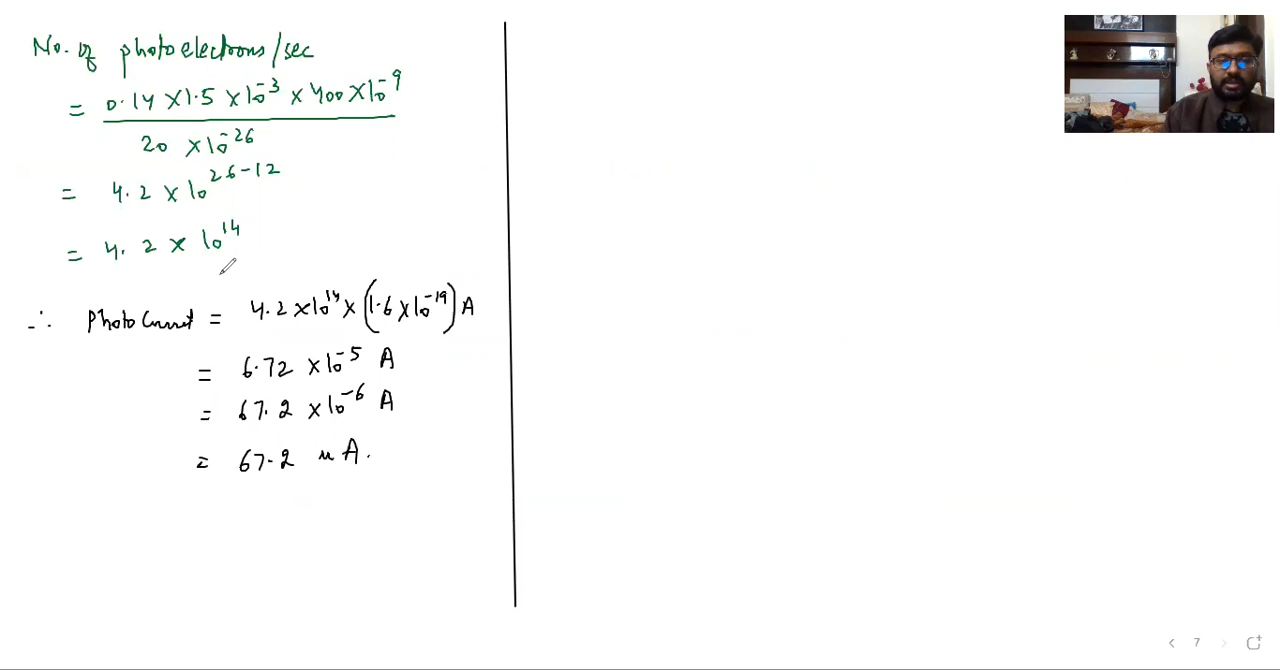 No. of photoelectrons/sec
= 0.14 × 1.5 × 10⁻³ × 400 × 10⁻⁹
20 × 10⁻²⁶
= 4.2 × 10²⁶⁻¹²
= 4.2 × 10¹⁴
∴ Photo Current = 4.2 × 10¹⁴ × (1.6 × 10⁻¹⁹) A
= 6.72 × 10⁻⁵ A
= 67.2 × 10⁻⁶ A
= 67.2 μA.
< 7 >